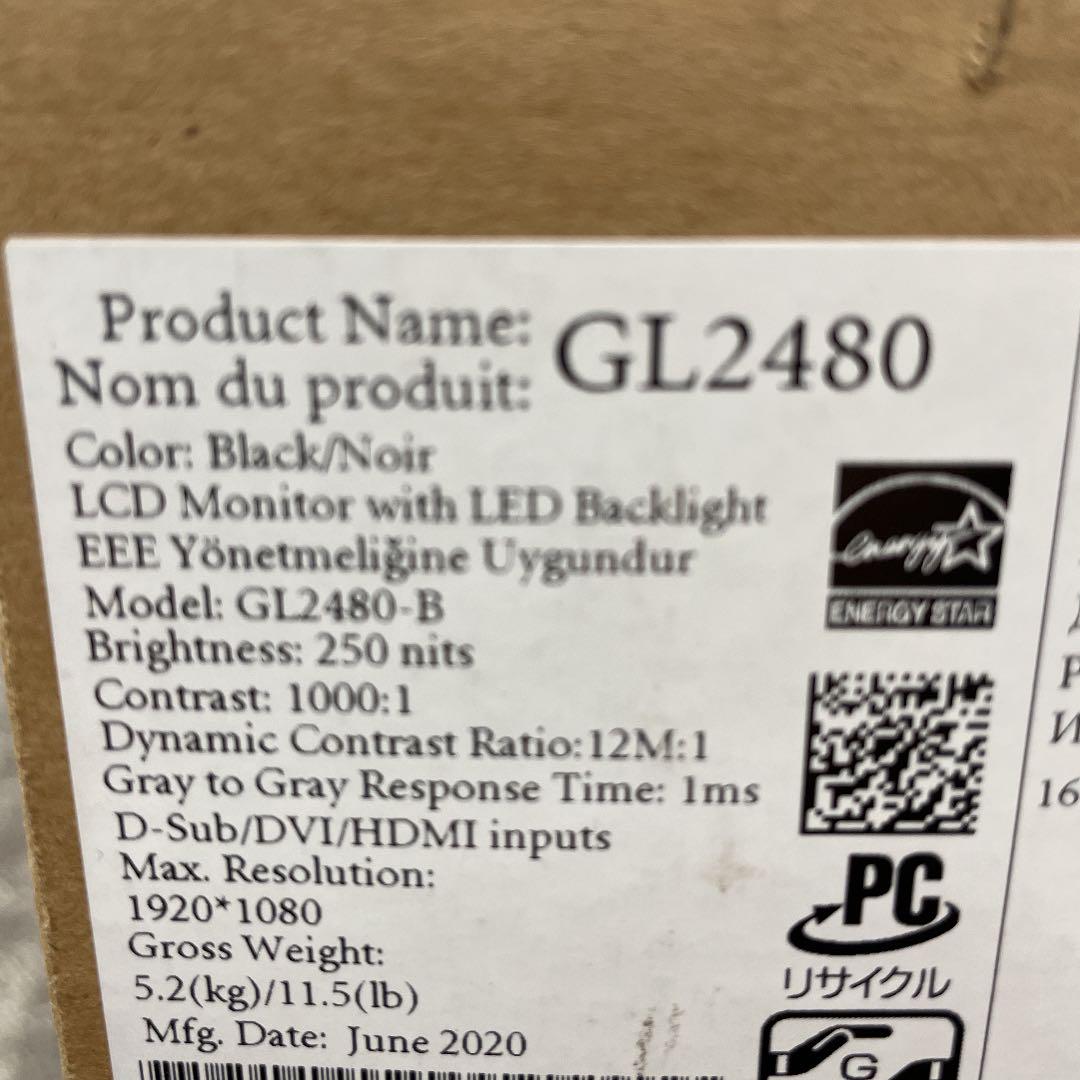 Product Name: GL2480
Nom du produit:
Color: Black/Noir
LCD Monitor with LED Backlight
EEE Yönetmeliğine Uygundur
Model: GL2480-B
Brightness: 250 nits
Contrast: 1000:1
Dynamic Contrast Ratio:12M:1
Gray to Gray Response Time: 1ms
D-Sub/DVI/HDMI inputs
Max. Resolution:
1920*1080
Gross Weight:
5.2(kg)/11.5(lb)
Mfg. Date: June 2020
energy
ENERGY STAR
PC
リサイクル
G
16